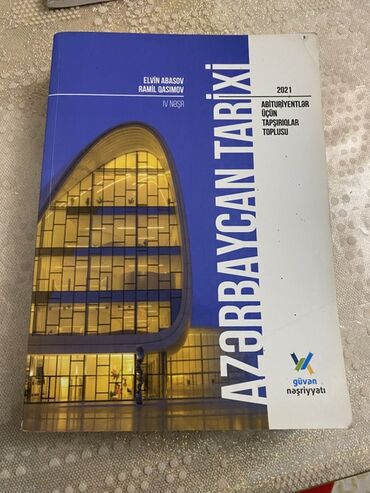 ELVİN ABASOV
RAMİL QASIMOV
IV NƏŞR
AZƏRBAYCAN TARİXİ
2021
ABİTURİYENTLƏR
ÜÇÜN
TAPŞIRIQLAR
TOPLUSU
güvən
nəşriyyatı